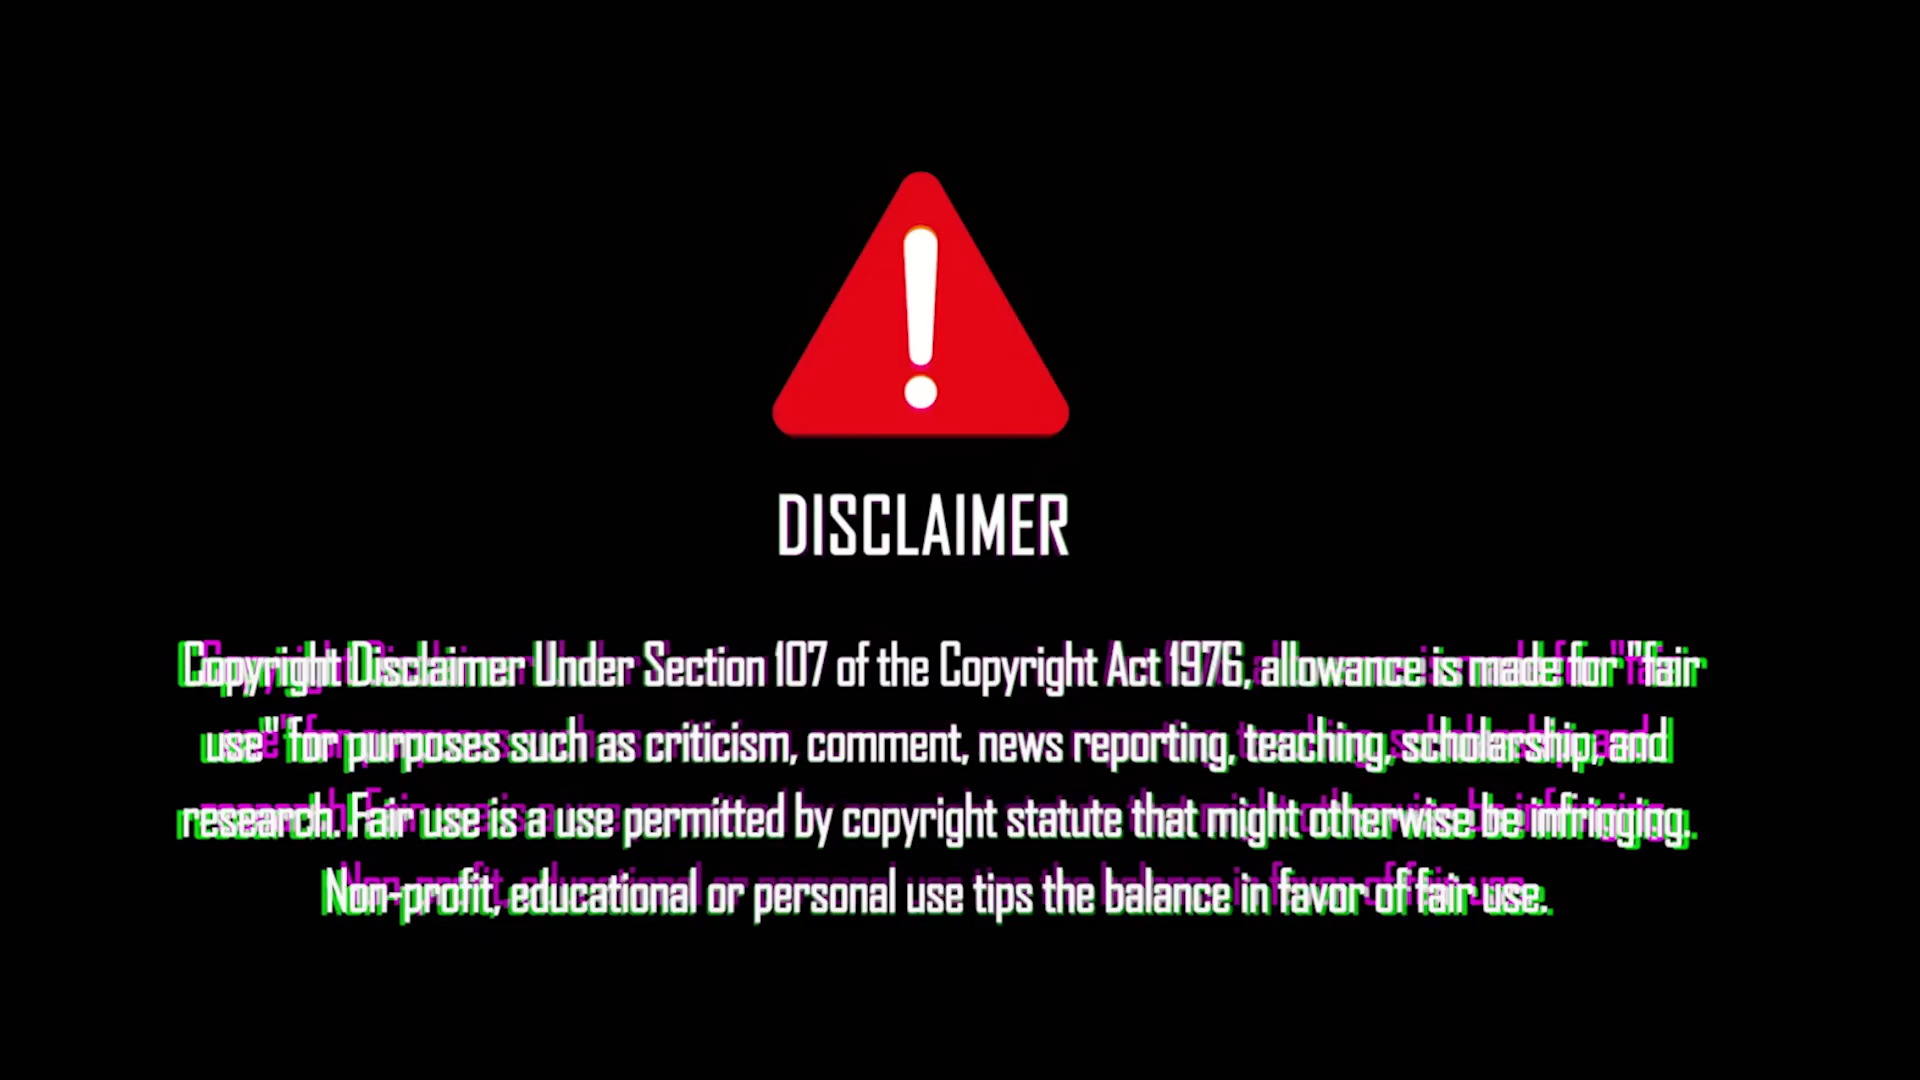 DISCLAIMER
Copyright Disclaimer Under Section 107 of the Copyright Act 1976, allowance is made for "fair
use" for purposes such as criticism, comment, news reporting, teaching, scholarship, and
research. Fair use is a use permitted by copyright statute that might otherwise be infringing.
Non-profit, educational or personal use tips the balance in favor of fair use.